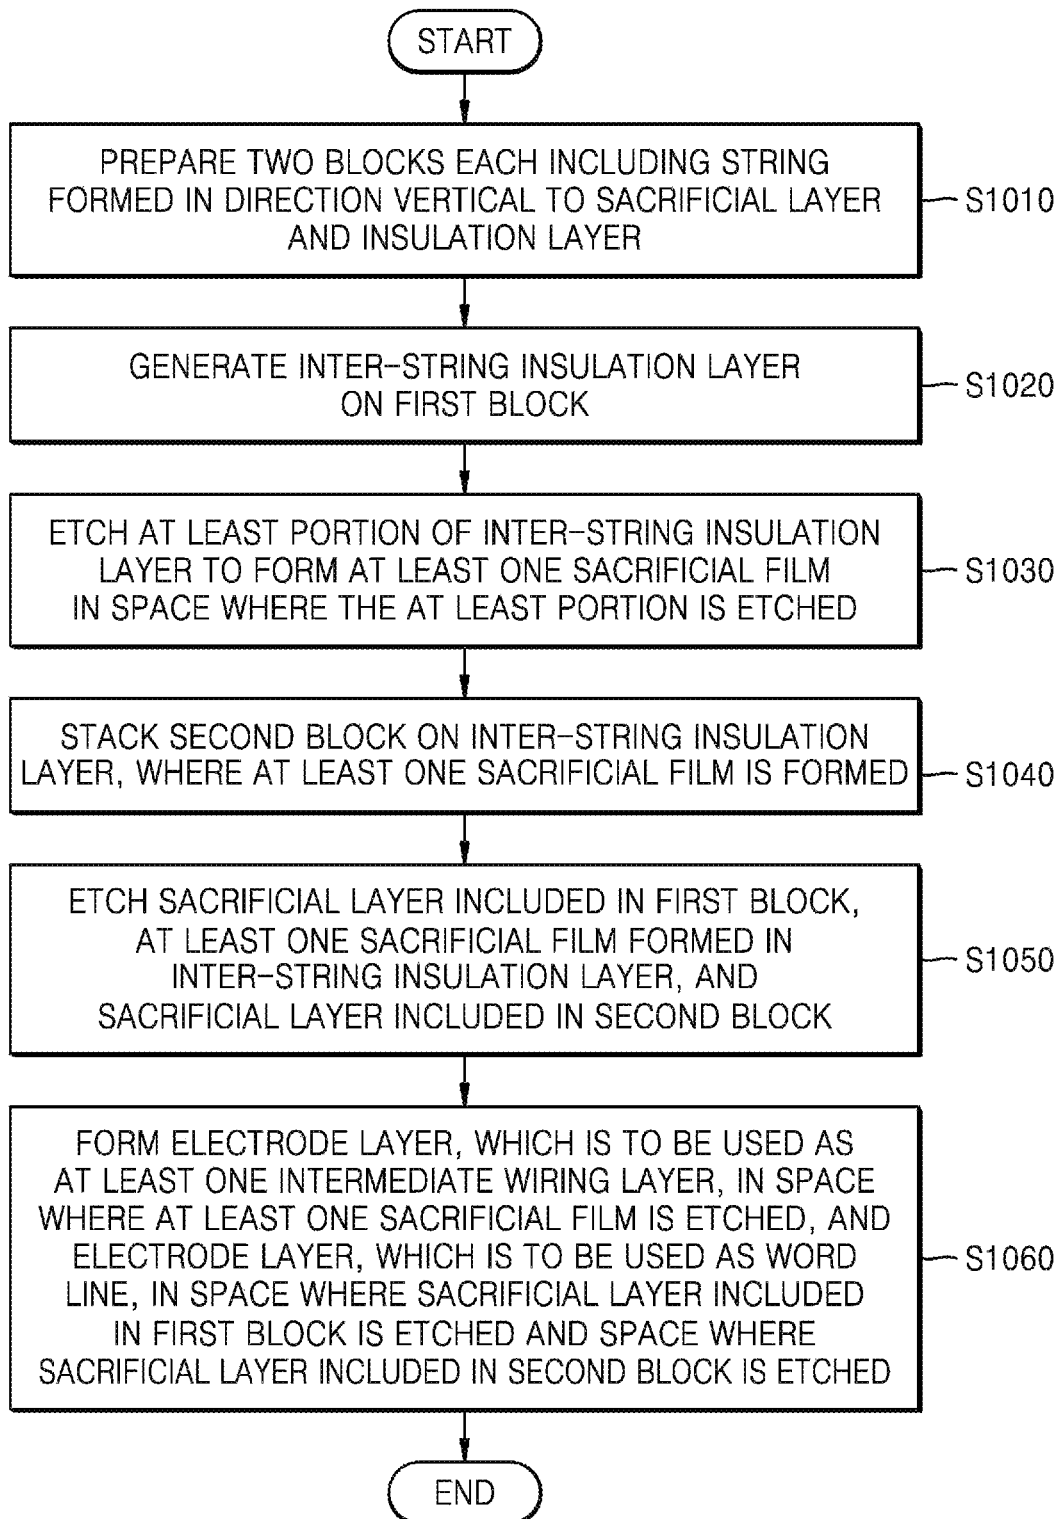 START
PREPARE TWO BLOCKS EACH INCLUDING STRING
FORMED IN DIRECTION VERTICAL TO SACRIFICIAL LAYER
AND INSULATION LAYER
S1010
GENERATE INTER-STRING INSULATION LAYER
ON FIRST BLOCK
S1020
ETCH AT LEAST PORTION OF INTER-STRING INSULATION
LAYER TO FORM AT LEAST ONE SACRIFICIAL FILM
IN SPACE WHERE THE AT LEAST PORTION IS ETCHED
S1030
STACK SECOND BLOCK ON INTER-STRING INSULATION
LAYER, WHERE AT LEAST ONE SACRIFICIAL FILM IS FORMED
S1040
ETCH SACRIFICIAL LAYER INCLUDED IN FIRST BLOCK,
AT LEAST ONE SACRIFICIAL FILM FORMED IN
INTER-STRING INSULATION LAYER, AND
SACRIFICIAL LAYER INCLUDED IN SECOND BLOCK
S1050
FORM ELECTRODE LAYER, WHICH IS TO BE USED AS
AT LEAST ONE INTERMEDIATE WIRING LAYER, IN SPACE
WHERE AT LEAST ONE SACRIFICIAL FILM IS ETCHED, AND
ELECTRODE LAYER, WHICH IS TO BE USED AS WORD
LINE, IN SPACE WHERE SACRIFICIAL LAYER INCLUDED
IN FIRST BLOCK IS ETCHED AND SPACE WHERE
SACRIFICIAL LAYER INCLUDED IN SECOND BLOCK IS ETCHED
S1060
END